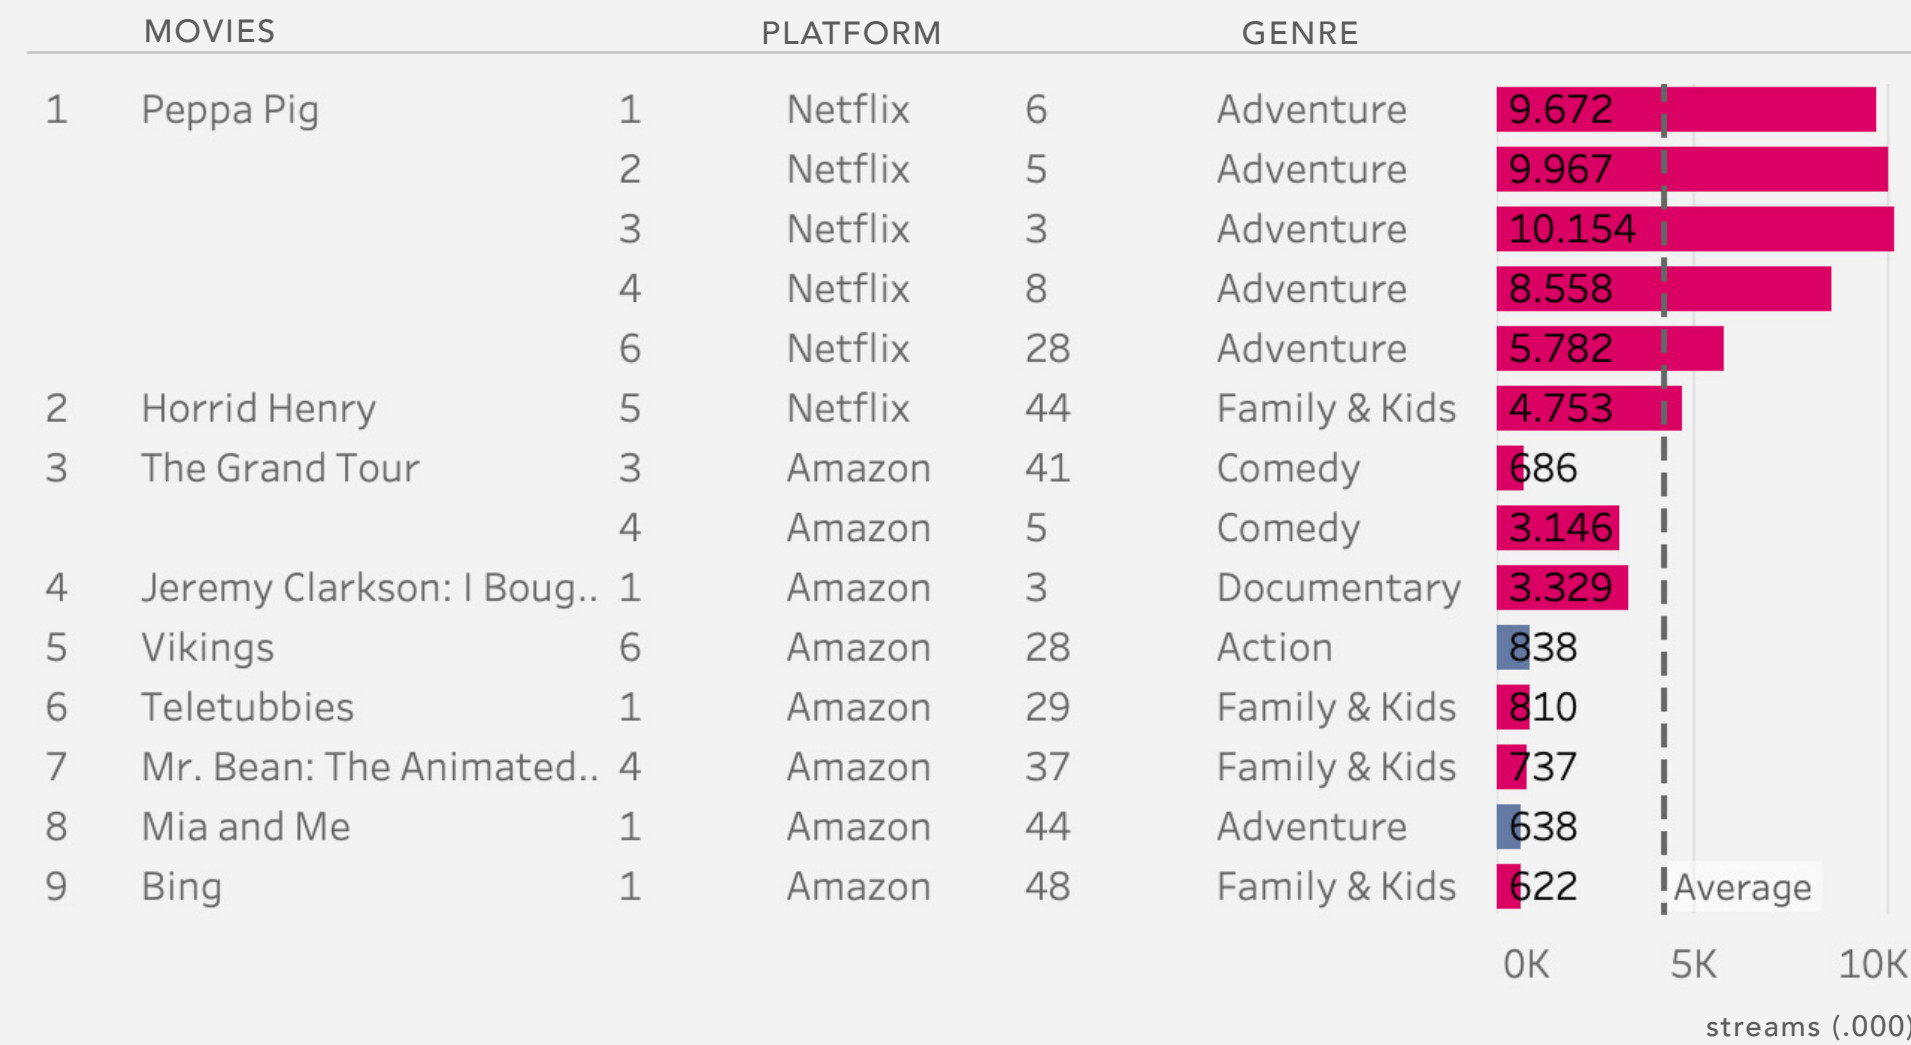 MOVIES PLATFORM GENRE
1 Peppa Pig 1 Netflix 6 Adventure 9.672
2 Netflix 5 Adventure 9.967
3 Netflix 3 Adventure 10.154
4 Netflix 8 Adventure 8.558
6 Netflix 28 Adventure 5.782
2 Horrid Henry 5 Netflix 44 Family & Kids 4.753
3 The Grand Tour 3 Amazon 41 Comedy 686
4 Amazon 5 Comedy 3.146
4 Jeremy Clarkson: I Boug.. 1 Amazon 3 Documentary 3.329
5 Vikings 6 Amazon 28 Action 838
6 Teletubbies 1 Amazon 29 Family & Kids 810
7 Mr. Bean: The Animated.. 4 Amazon 37 Family & Kids 737
8 Mia and Me 1 Amazon 44 Adventure 638
9 Bing 1 Amazon 48 Family & Kids 622 Average
0K 5K 10K
streams (.000)